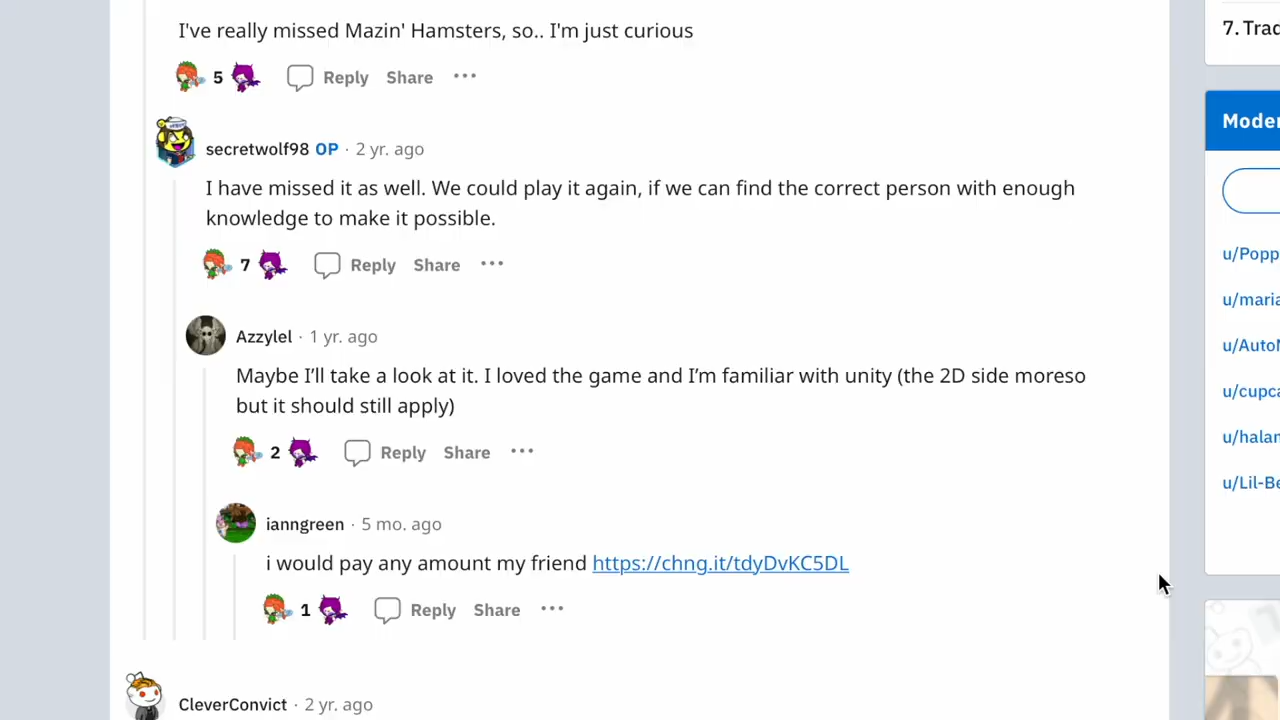 I've really missed Mazin' Hamsters, so.. I'm just curious
5 Reply Share
7. Trad
secretwolf98 OP · 2 yr. ago
I have missed it as well. We could play it again, if we can find the correct person with enough
knowledge to make it possible.
7 Reply Share
Azzylel · 1 yr. ago
Maybe I'll take a look at it. I loved the game and I'm familiar with unity (the 2D side moreso
but it should still apply)
2 Reply Share
ianngreen · 5 mo. ago
i would pay any amount my friend https://chng.it/tdyDvKC5DL
1 Reply Share
CleverConvict · 2 yr. ago
Moder
u/Popp
u/maria
u/AutoM
u/cupca
u/halan
u/Lil-Be